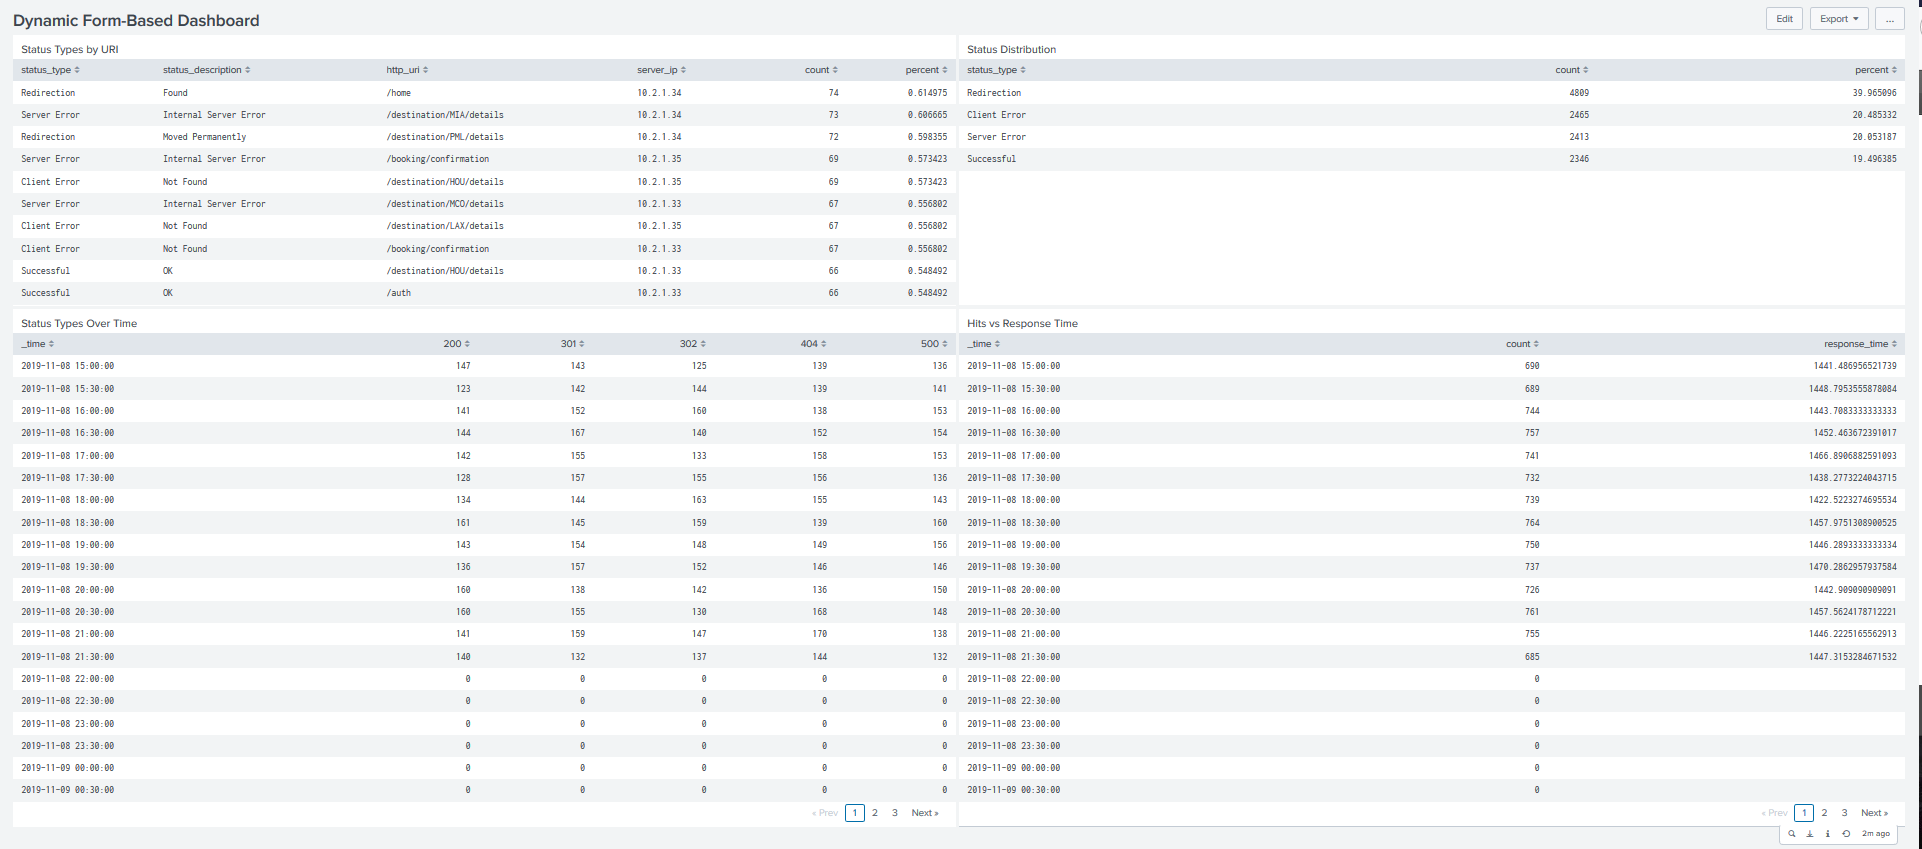 Dynamic Form-Based Dashboard
Edit Export ...
Status Types by URI
status_type status_description http_uri server_ip count percent
Redirection Found /home 10.2.1.34 74 0.614975
Server Error Internal Server Error /destination/MIA/details 10.2.1.34 73 0.606665
Redirection Moved Permanently /destination/PML/details 10.2.1.34 72 0.598355
Server Error Internal Server Error /booking/confirmation 10.2.1.35 69 0.573423
Client Error Not Found /destination/HOU/details 10.2.1.35 69 0.573423
Server Error Internal Server Error /destination/MCO/details 10.2.1.33 67 0.556802
Client Error Not Found /destination/LAX/details 10.2.1.35 67 0.556802
Client Error Not Found /booking/confirmation 10.2.1.33 67 0.556802
Successful OK /destination/HOU/details 10.2.1.33 66 0.548492
Successful OK /auth 10.2.1.33 66 0.548492
Status Distribution
status_type count percent
Redirection 4809 39.965096
Client Error 2465 20.485332
Server Error 2413 20.053187
Successful 2346 19.496385
Status Types Over Time
_time 200 301 302 404 500
2019-11-08 15:00:00 147 143 125 139 136
2019-11-08 15:30:00 123 142 144 139 141
2019-11-08 16:00:00 141 152 160 138 153
2019-11-08 16:30:00 144 167 140 152 154
2019-11-08 17:00:00 142 155 133 158 153
2019-11-08 17:30:00 128 157 155 156 136
2019-11-08 18:00:00 134 144 163 155 143
2019-11-08 18:30:00 161 145 159 139 160
2019-11-08 19:00:00 143 154 148 149 156
2019-11-08 19:30:00 136 157 152 146 146
2019-11-08 20:00:00 160 138 142 136 150
2019-11-08 20:30:00 160 155 130 168 148
2019-11-08 21:00:00 141 159 147 170 138
2019-11-08 21:30:00 140 132 137 144 132
2019-11-08 22:00:00 0 0 0 0 0
2019-11-08 22:30:00 0 0 0 0 0
2019-11-08 23:00:00 0 0 0 0 0
2019-11-08 23:30:00 0 0 0 0 0
2019-11-09 00:00:00 0 0 0 0 0
2019-11-09 00:30:00 0 0 0 0 0
« Prev 1 2 3 Next »
Hits vs Response Time
_time count response_time
2019-11-08 15:00:00 690 1441.486956521739
2019-11-08 15:30:00 689 1448.7953555878084
2019-11-08 16:00:00 744 1443.7083333333333
2019-11-08 16:30:00 757 1452.463672391017
2019-11-08 17:00:00 741 1466.8906882591093
2019-11-08 17:30:00 732 1438.2773224043715
2019-11-08 18:00:00 739 1422.5223274695534
2019-11-08 18:30:00 764 1457.9751308900525
2019-11-08 19:00:00 750 1446.2893333333334
2019-11-08 19:30:00 737 1470.2862957937584
2019-11-08 20:00:00 726 1442.909090909091
2019-11-08 20:30:00 761 1457.5624178712221
2019-11-08 21:00:00 755 1446.2225165562913
2019-11-08 21:30:00 685 1447.3153284671532
2019-11-08 22:00:00 0
2019-11-08 22:30:00 0
2019-11-08 23:00:00 0
2019-11-08 23:30:00 0
2019-11-09 00:00:00 0
2019-11-09 00:30:00 0
« Prev 1 2 3 Next »
2m ago